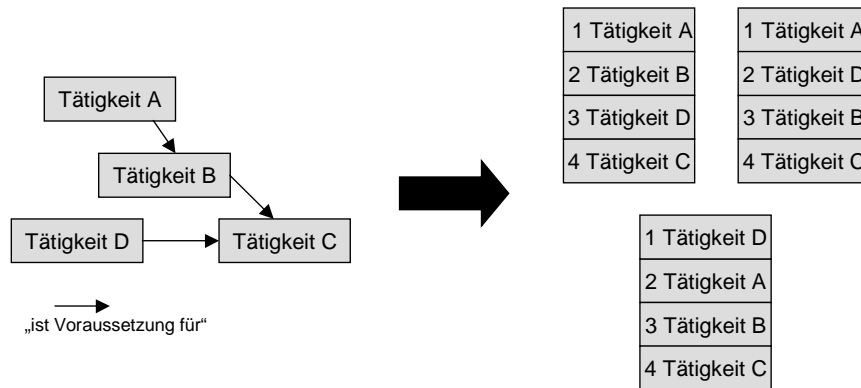 Tätigkeit A
Tätigkeit B
Tätigkeit D
Tätigkeit C
„ist Voraussetzung für“
1 Tätigkeit A
2 Tätigkeit B
3 Tätigkeit D
4 Tätigkeit C
1 Tätigkeit A
2 Tätigkeit D
3 Tätigkeit B
4 Tätigkeit C
1 Tätigkeit D
2 Tätigkeit A
3 Tätigkeit B
4 Tätigkeit C